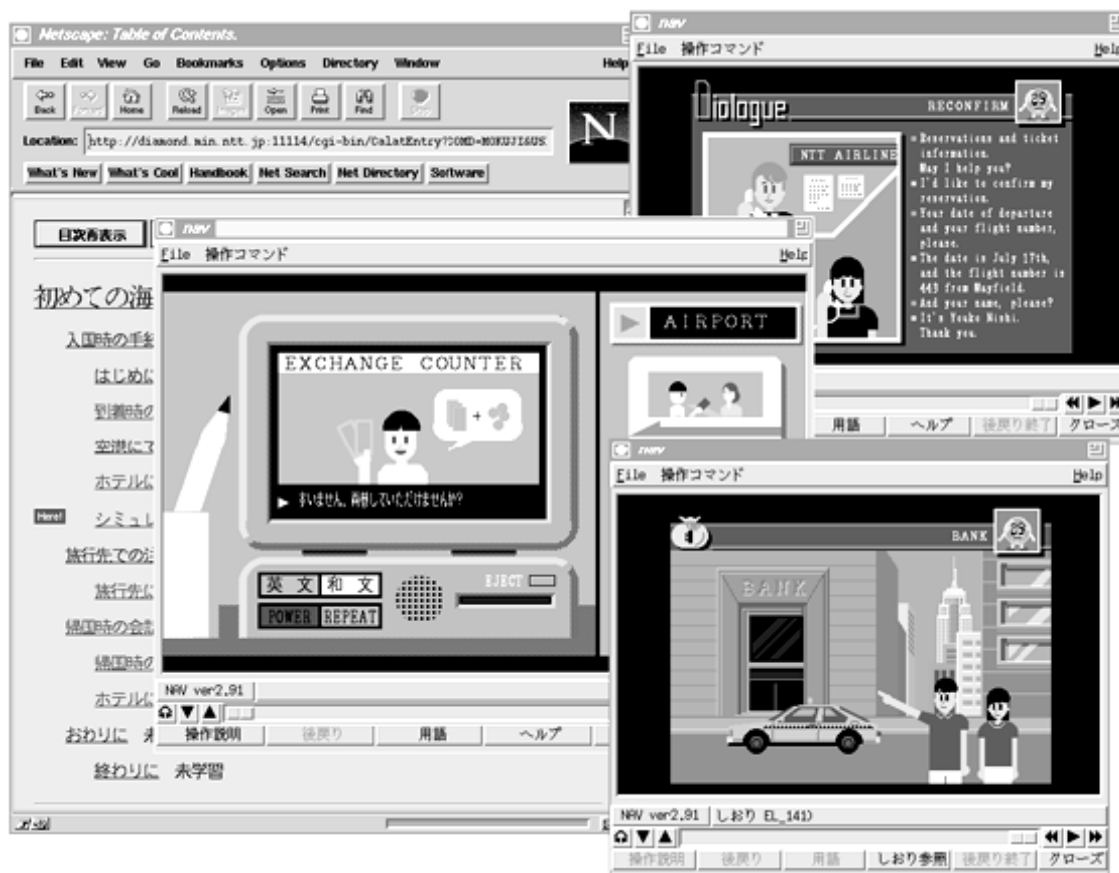 Netscape: Table of Contents.
File Edit View Go Bookmarks Options Directory Window Help
Back Forward Home Reload Images Open Print Find Stop
N
Location: http://diamond.min.ntt.jp:11114/cgi-bin/CalatEntry?COMD=MOKUJI&US
What's New What's Cool Handbook Net Search Net Directory Software
目次再表示
初めての海
入国時の手続
はじめに
到着時の
空港にて
ホテルに
Here! シミュレ
旅行先での注
旅行先に
帰国時の会話
帰国時の
ホテルに
おわりに 未
終わりに 未学習
nav
File 操作コマンド Help
Dialogue
RECONFIRM
NTT AIRLINE
Reservations and ticket
information.
May I help you?
I'd like to confirm my
reservation.
Your date of departure
and your flight number,
please.
The date is July 17th,
and the flight number is
443 from Mayfield.
And your name, please?
It's Youko Nishi.
Thank you.
用語 ヘルプ 後戻り終了 クローズ
nav
File 操作コマンド Help
EXCHANGE COUNTER
+
すいません。両替していただけませんか?
英文 和文
POWER REPEAT
EJECT
AIRPORT
NAV ver2.91
操作説明 後戻り 用語 ヘルプ
nav
File 操作コマンド Help
BANK
BANK
NAV ver2.91 しおり EL_141)
操作説明 後戻り 用語 しおり参照 後戻り終了 クローズ